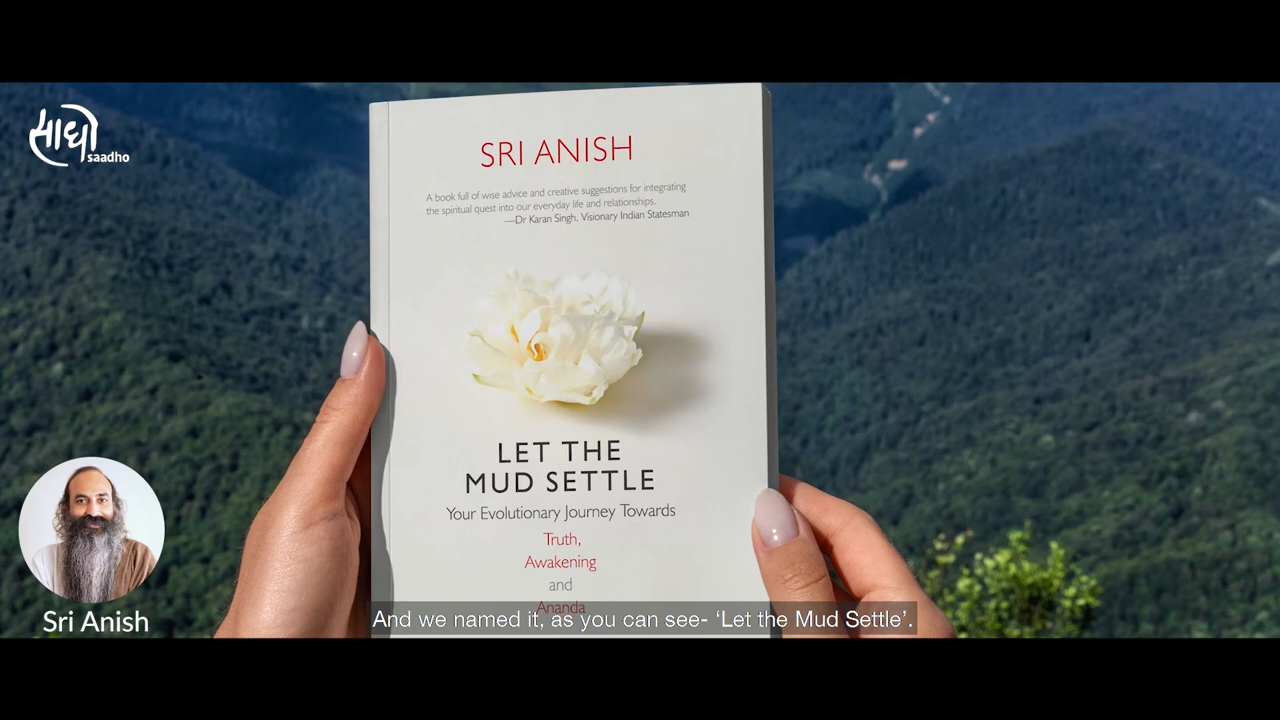 साधो
saadho
SRI ANISH
A book full of wise advice and creative suggestions for integrating
the spiritual quest into our everyday life and relationships.
—Dr Karan Singh, Visionary Indian Statesman
LET THE
MUD SETTLE
Your Evolutionary Journey Towards
Truth,
Awakening
and
Ananda
Sri Anish
And we named it, as you can see- ‘Let the Mud Settle’.